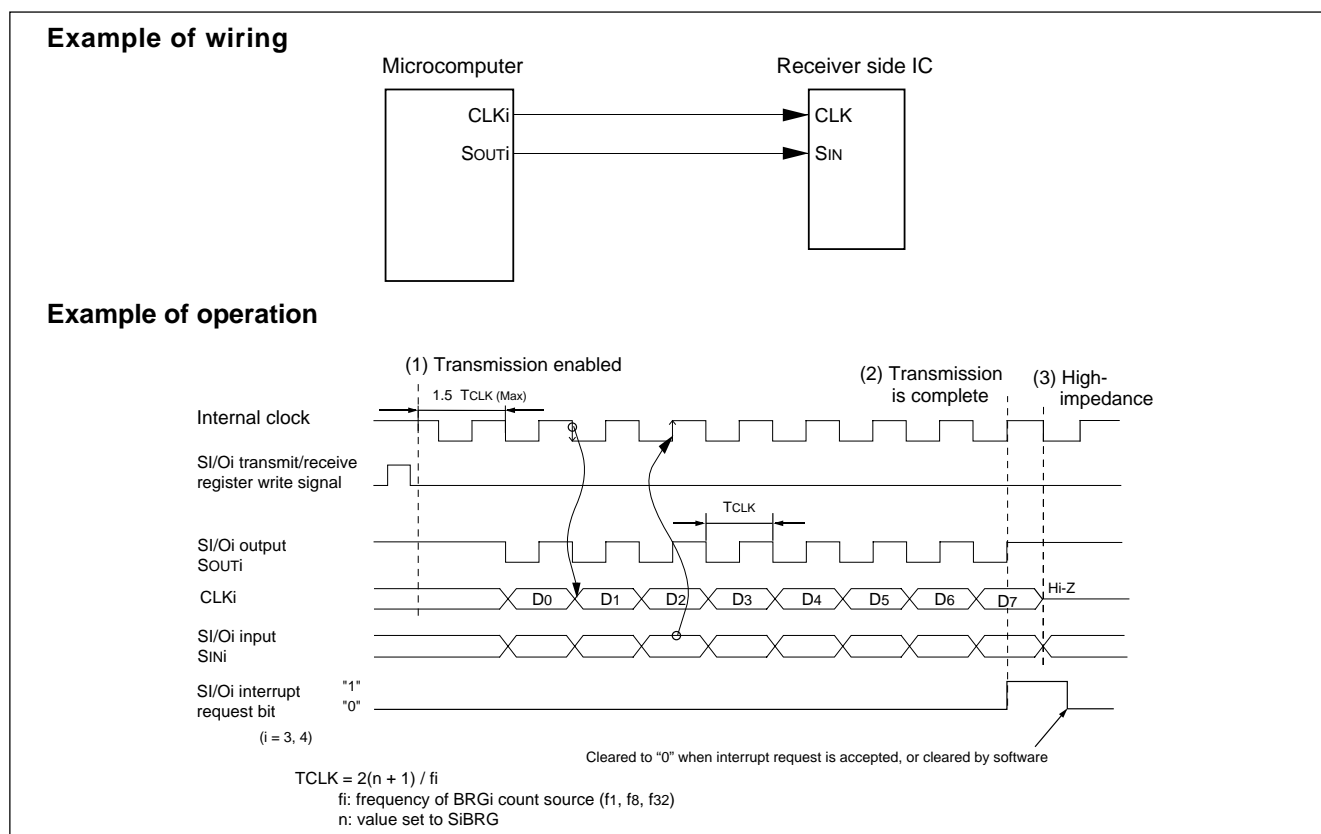 Example of wiring
Microcomputer
Receiver side IC
CLKi
CLK
SOUTi
SIN
Example of operation
(1) Transmission enabled
(2) Transmission
is complete
(3) High-
impedance
1.5 TCLK (Max)
Internal clock
SI/Oi transmit/receive
register write signal
TCLK
SI/Oi output
SOUTi
CLKi
D0 D1 D2 D3 D4 D5 D6 D7
Hi-Z
SI/Oi input
SINi
SI/Oi interrupt
request bit
"1"
"0"
(i = 3, 4)
Cleared to “0” when interrupt request is accepted, or cleared by software
TCLK = 2(n + 1) / fi
fi: frequency of BRGi count source (f1, f8, f32)
n: value set to SiBRG